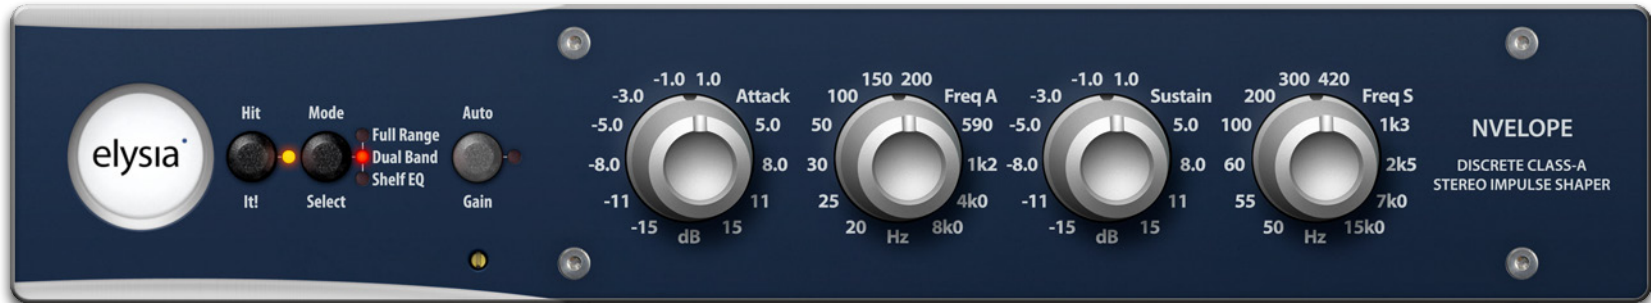 elysia
Hit
It!
Mode
Select
Full Range
Dual Band
Shelf EQ
Auto
Gain
Attack
-15
-11
-8.0
-5.0
-3.0
-1.0 1.0
5.0
8.0
11
15
dB
Freq A
20
25
30
50
100
150 200
590
1k2
4k0
8k0
Hz
Sustain
-15
-11
-8.0
-5.0
-3.0
-1.0 1.0
5.0
8.0
11
15
dB
Freq S
50
55
60
100
200
300 420
1k3
2k5
7k0
15k0
Hz
NVELOPE
DISCRETE CLASS-A
STEREO IMPULSE SHAPER